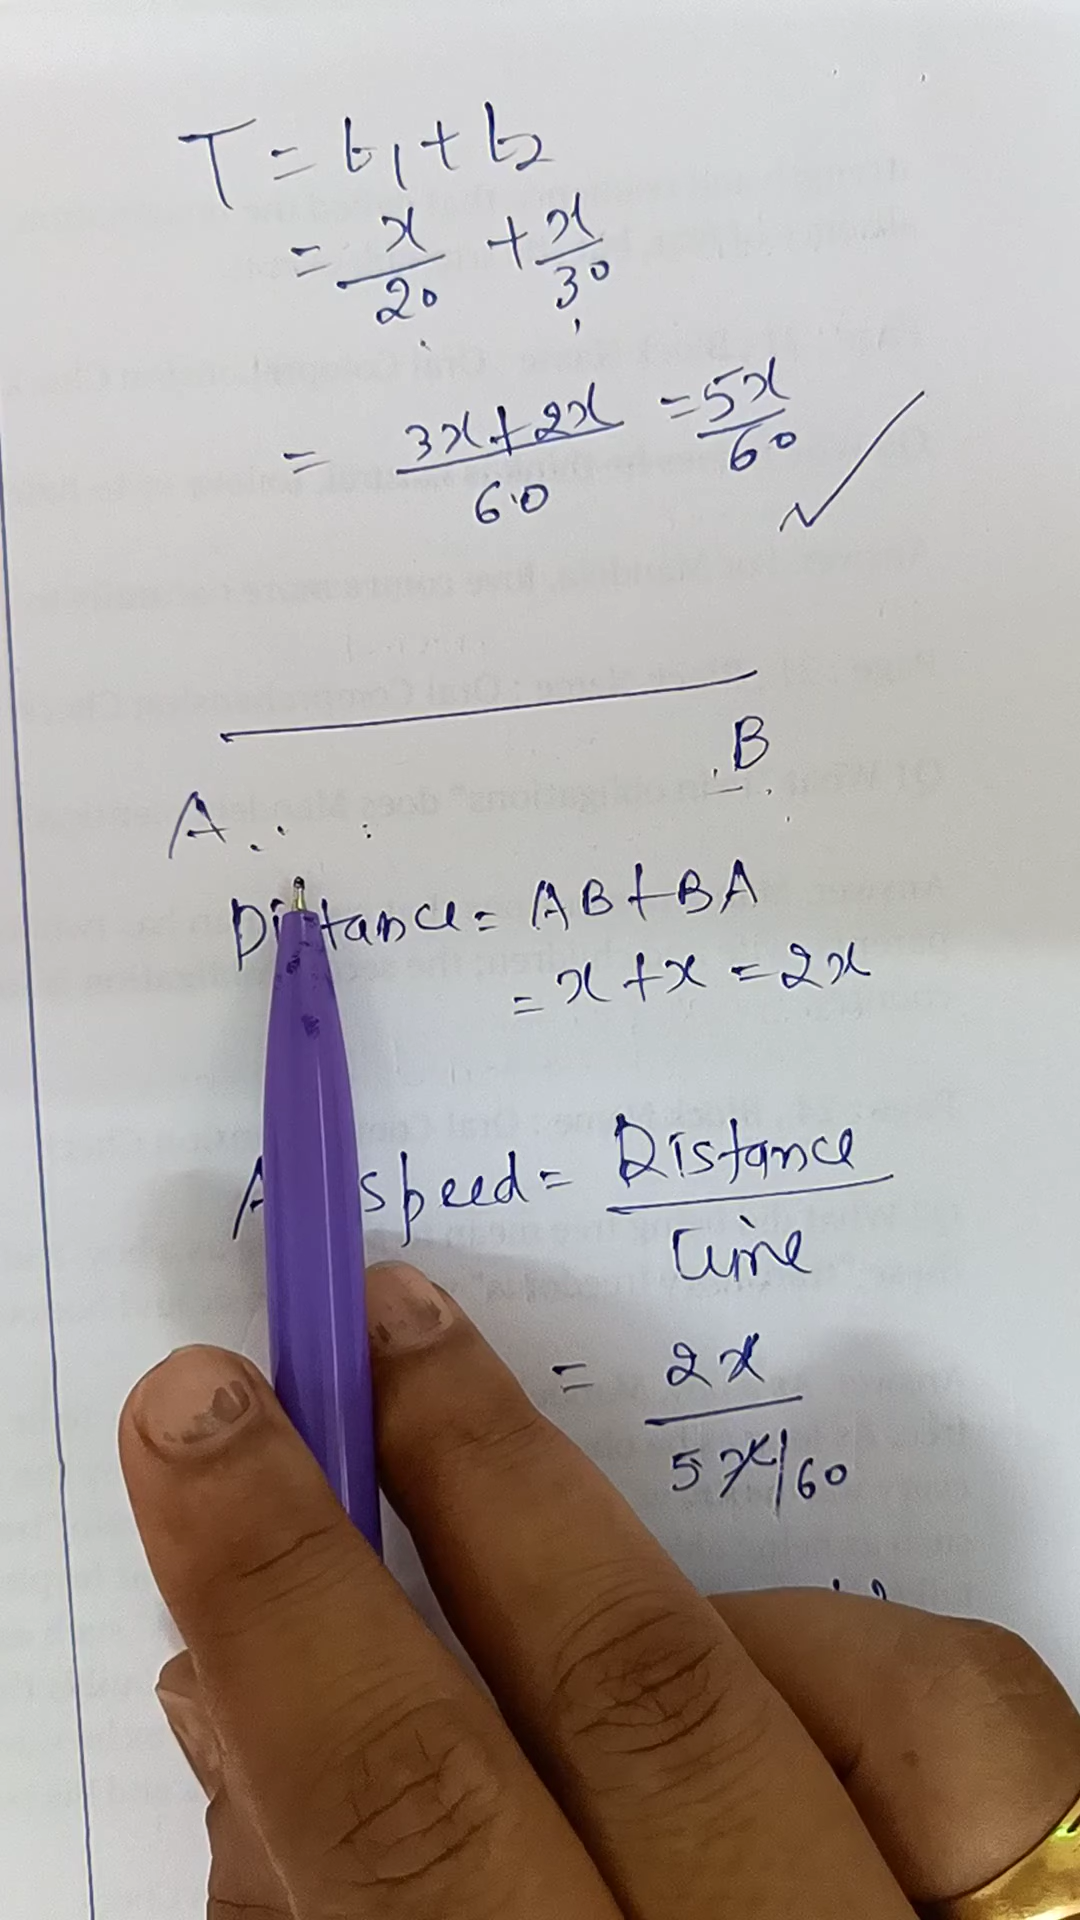 T = t1 + t2
= x/20 + x/30
= 3x+2x/60 = 5x/60
B
A
Distance = AB + BA
= x + x = 2x
speed = Distance/time
= 2x/5x/60